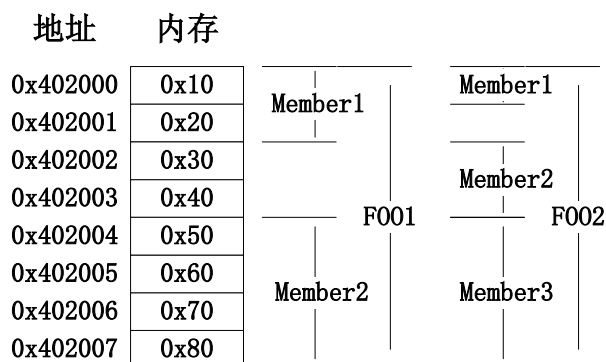 地址 内存
0x402000 0x10 Member1 Member1
0x402001 0x20
0x402002 0x30 Member2
0x402003 0x40 F001 F002
0x402004 0x50
0x402005 0x60
0x402006 0x70 Member2 Member3
0x402007 0x80